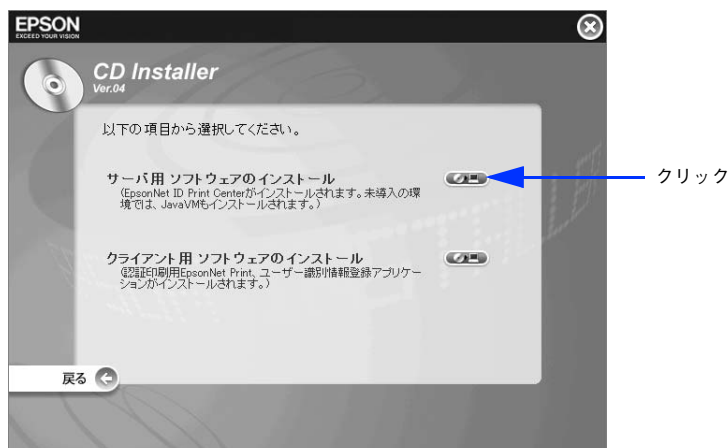 EPSON
EXCEED YOUR VISION
CD Installer
Ver.04
以下の項目から選択してください。
サーバ用 ソフトウェアのインストール
(EpsonNet ID Print Centerがインストールされます。未導入の環
境では、JavaVMもインストールされます。)
クリック
クライアント用 ソフトウェアのインストール
(認証印刷用EpsonNet Print、ユーザー識別情報登録アプリケー
ションがインストールされます。)
戻る